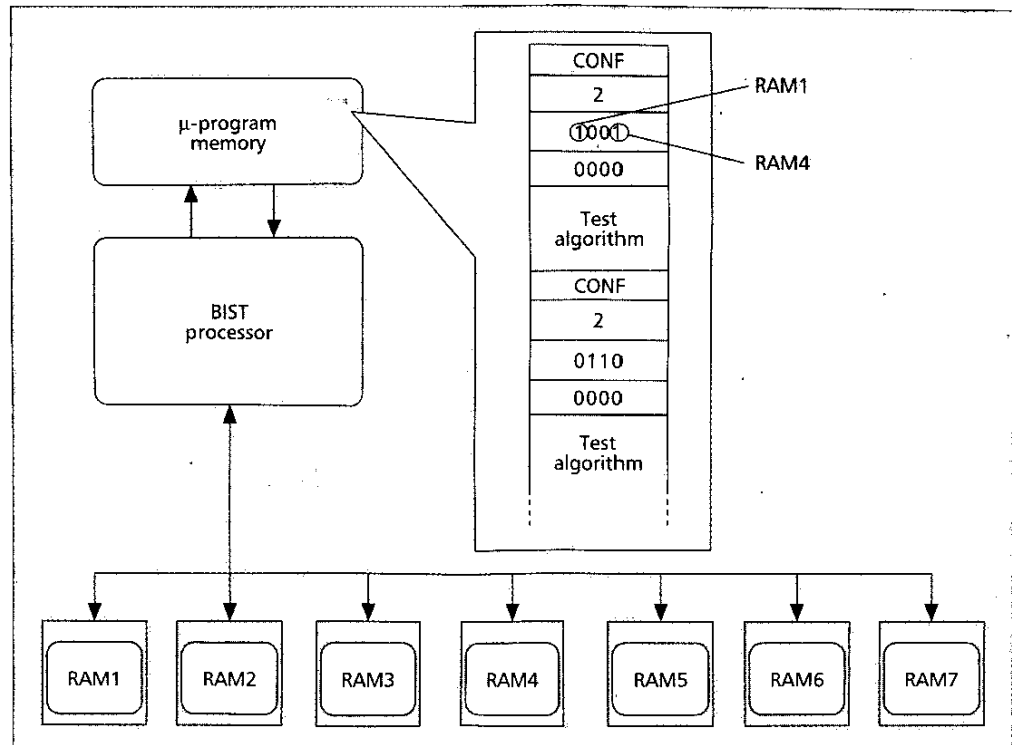 μ-program
memory
BIST
processor
CONF
2
1001
0000
Test
algorithm
CONF
2
0110
0000
Test
algorithm
RAM1
RAM4
RAM1
RAM2
RAM3
RAM4
RAM5
RAM6
RAM7